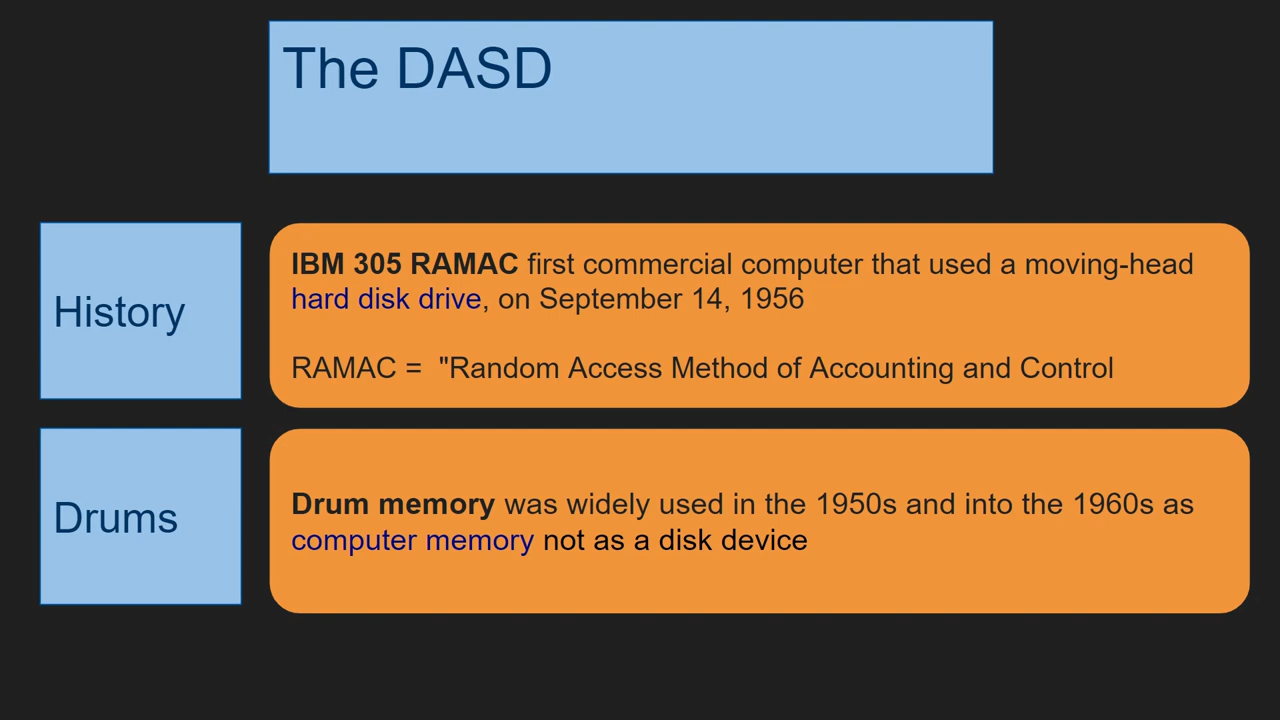 The DASD
History
IBM 305 RAMAC first commercial computer that used a moving-head
hard disk drive, on September 14, 1956
RAMAC =  "Random Access Method of Accounting and Control
Drums
Drum memory was widely used in the 1950s and into the 1960s as
computer memory not as a disk device